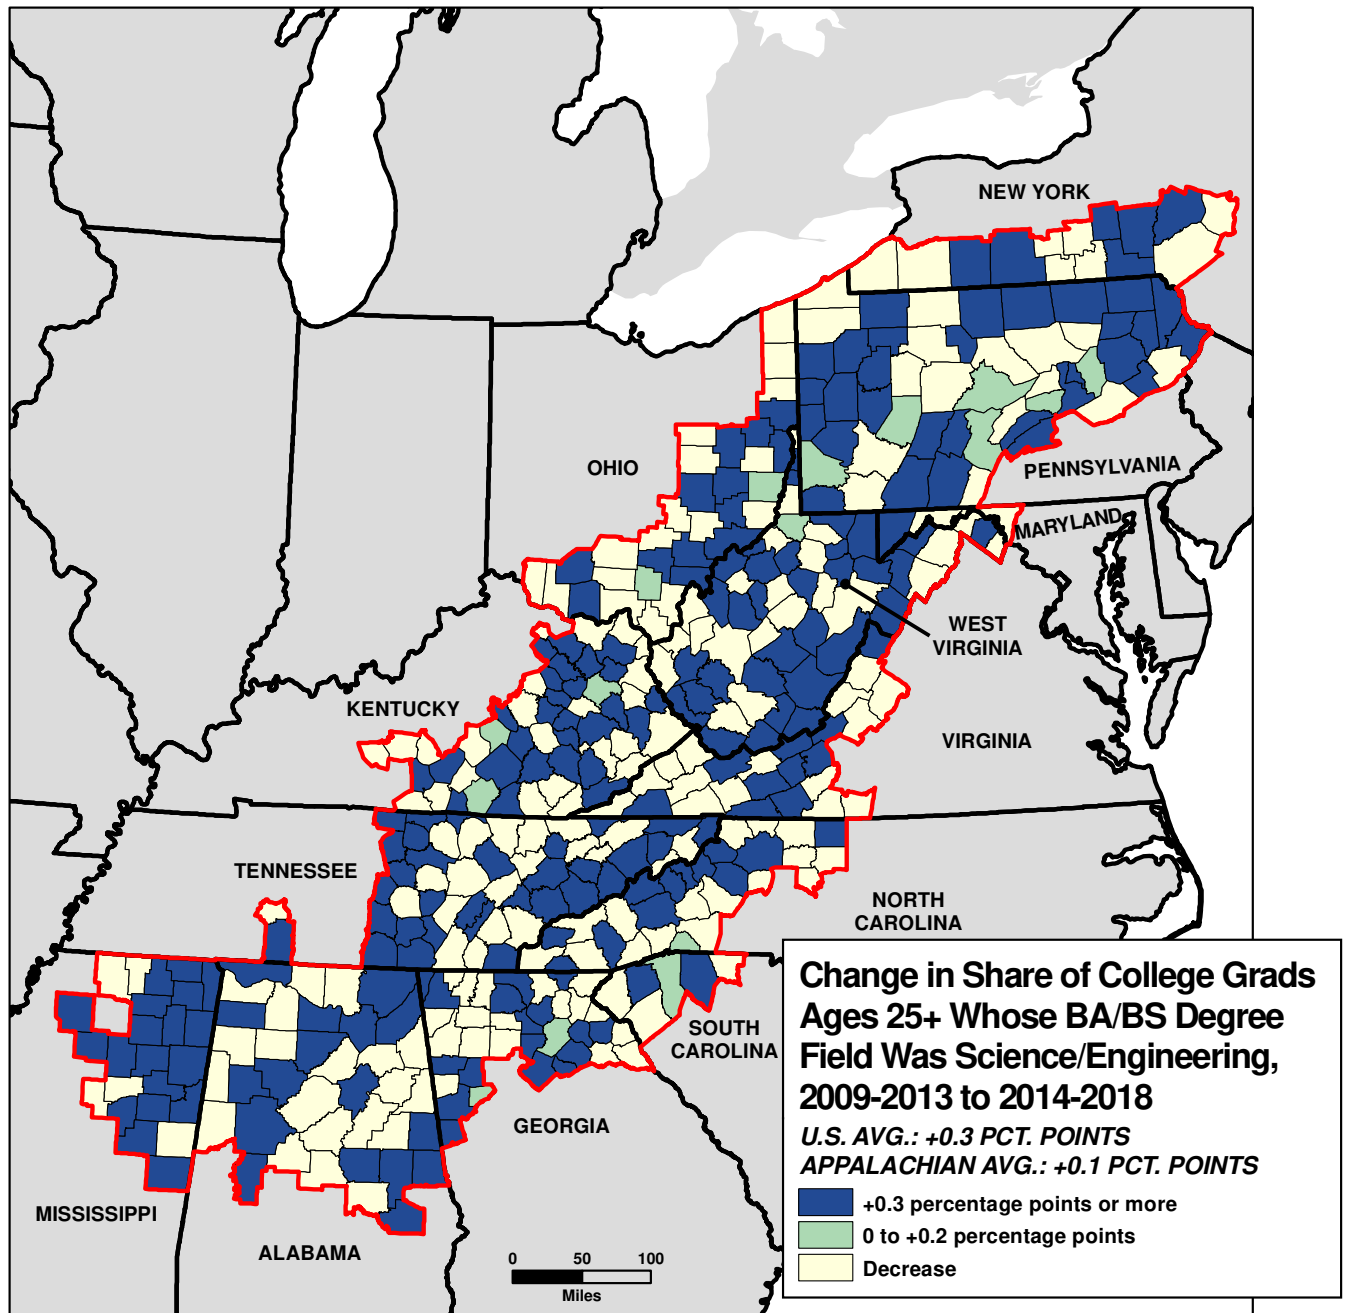 NEW YORK
OHIO
PENNSYLVANIA
MARYLAND
WEST
VIRGINIA
KENTUCKY
VIRGINIA
TENNESSEE
NORTH
CAROLINA
SOUTH
CAROLINA
GEORGIA
MISSISSIPPI
ALABAMA
Change in Share of College Grads
Ages 25+ Whose BA/BS Degree
Field Was Science/Engineering,
2009-2013 to 2014-2018
U.S. AVG.: +0.3 PCT. POINTS
APPALACHIAN AVG.: +0.1 PCT. POINTS
+0.3 percentage points or more
0 to +0.2 percentage points
Decrease
0 50 100
Miles